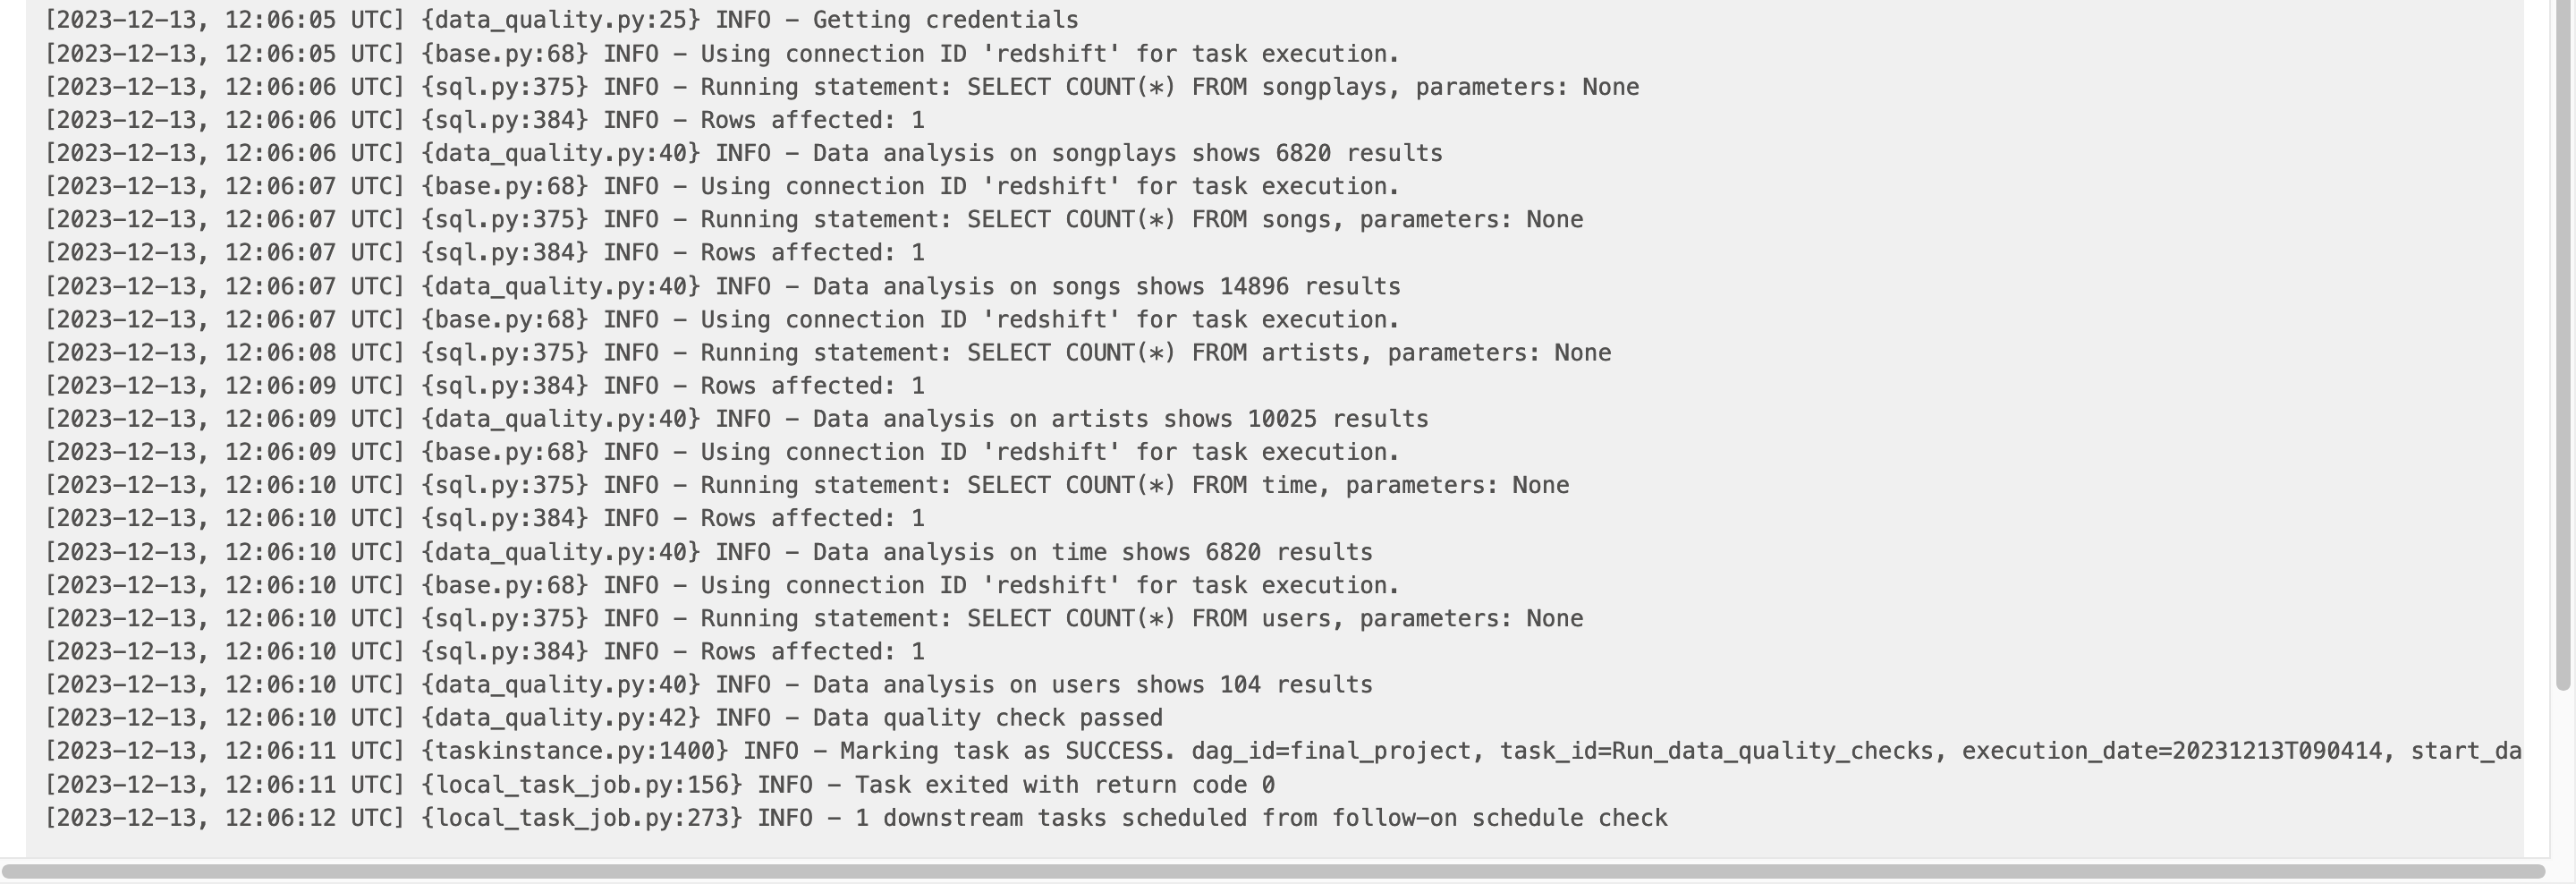 [2023-12-13, 12:06:05 UTC] {data_quality.py:25} INFO - Getting credentials
[2023-12-13, 12:06:05 UTC] {base.py:68} INFO - Using connection ID 'redshift' for task execution.
[2023-12-13, 12:06:06 UTC] {sql.py:375} INFO - Running statement: SELECT COUNT(*) FROM songplays, parameters: None
[2023-12-13, 12:06:06 UTC] {sql.py:384} INFO - Rows affected: 1
[2023-12-13, 12:06:06 UTC] {data_quality.py:40} INFO - Data analysis on songplays shows 6820 results
[2023-12-13, 12:06:07 UTC] {base.py:68} INFO - Using connection ID 'redshift' for task execution.
[2023-12-13, 12:06:07 UTC] {sql.py:375} INFO - Running statement: SELECT COUNT(*) FROM songs, parameters: None
[2023-12-13, 12:06:07 UTC] {sql.py:384} INFO - Rows affected: 1
[2023-12-13, 12:06:07 UTC] {data_quality.py:40} INFO - Data analysis on songs shows 14896 results
[2023-12-13, 12:06:07 UTC] {base.py:68} INFO - Using connection ID 'redshift' for task execution.
[2023-12-13, 12:06:08 UTC] {sql.py:375} INFO - Running statement: SELECT COUNT(*) FROM artists, parameters: None
[2023-12-13, 12:06:09 UTC] {sql.py:384} INFO - Rows affected: 1
[2023-12-13, 12:06:09 UTC] {data_quality.py:40} INFO - Data analysis on artists shows 10025 results
[2023-12-13, 12:06:09 UTC] {base.py:68} INFO - Using connection ID 'redshift' for task execution.
[2023-12-13, 12:06:10 UTC] {sql.py:375} INFO - Running statement: SELECT COUNT(*) FROM time, parameters: None
[2023-12-13, 12:06:10 UTC] {sql.py:384} INFO - Rows affected: 1
[2023-12-13, 12:06:10 UTC] {data_quality.py:40} INFO - Data analysis on time shows 6820 results
[2023-12-13, 12:06:10 UTC] {base.py:68} INFO - Using connection ID 'redshift' for task execution.
[2023-12-13, 12:06:10 UTC] {sql.py:375} INFO - Running statement: SELECT COUNT(*) FROM users, parameters: None
[2023-12-13, 12:06:10 UTC] {sql.py:384} INFO - Rows affected: 1
[2023-12-13, 12:06:10 UTC] {data_quality.py:40} INFO - Data analysis on users shows 104 results
[2023-12-13, 12:06:10 UTC] {data_quality.py:42} INFO - Data quality check passed
[2023-12-13, 12:06:11 UTC] {taskinstance.py:1400} INFO - Marking task as SUCCESS. dag_id=final_project, task_id=Run_data_quality_checks, execution_date=20231213T090414, start_da
[2023-12-13, 12:06:11 UTC] {local_task_job.py:156} INFO - Task exited with return code 0
[2023-12-13, 12:06:12 UTC] {local_task_job.py:273} INFO - 1 downstream tasks scheduled from follow-on schedule check